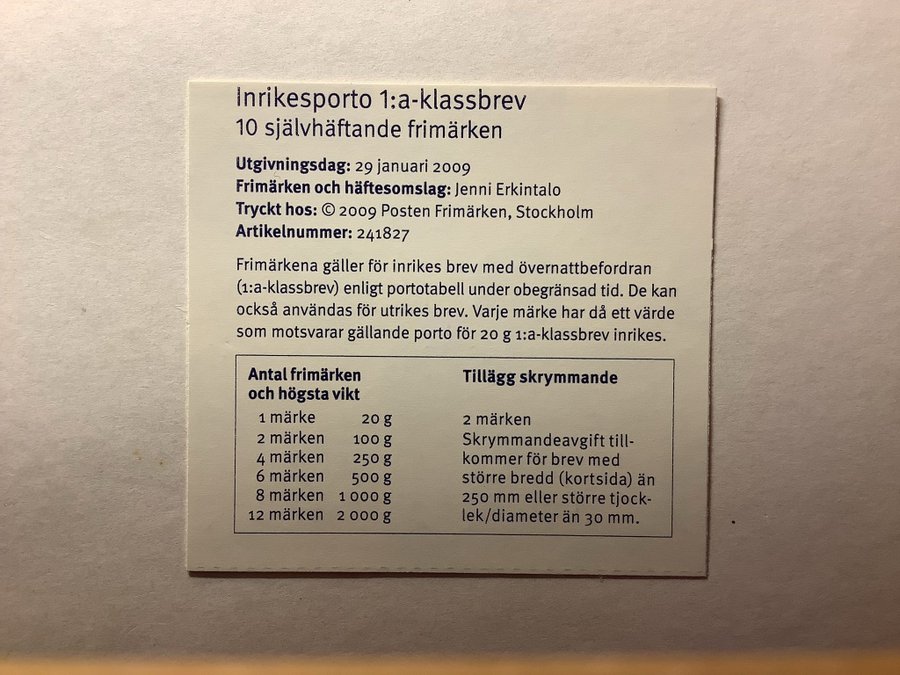 Inrikesporto 1:a-klassbrev
10 självhäftande frimärken
Utgivningsdag: 29 januari 2009
Frimärken och häftesomslag: Jenni Erkintalo
Tryckt hos: © 2009 Posten Frimärken, Stockholm
Artikelnummer: 241827
Frimärkena gäller för inrikes brev med övernattbefordran
(1:a-klassbrev) enligt portotabell under obegränsad tid. De kan
också användas för utrikes brev. Varje märke har då ett värde
som motsvarar gällande porto för 20 g 1:a-klassbrev inrikes.
Antal frimärken
och högsta vikt
1 märke 20 g
2 märken 100 g
4 märken 250 g
6 märken 500 g
8 märken 1 000 g
12 märken 2 000 g
Tillägg skrymmande
2 märken
Skrymmandeavgift till-
kommer för brev med
större bredd (kortsida) än
250 mm eller större tjock-
lek/diameter än 30 mm.